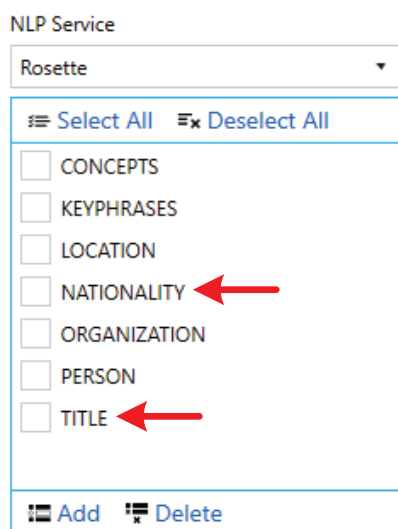 NLP Service
Rosette
Select All Deselect All
CONCEPTS
KEYPHRASES
LOCATION
NATIONALITY
ORGANIZATION
PERSON
TITLE
Add Delete